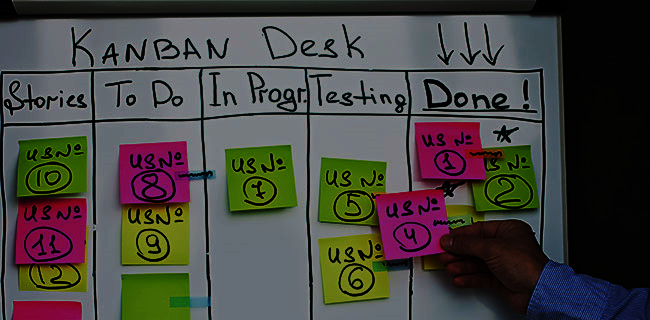 KANBAN Desk
Stories
To Do
In Progr.
Testing
Done!
US Nº
10
US Nº
11
12
US Nº
8
US Nº
9
US Nº
7
US Nº
5
US Nº
6
US Nº
4
US Nº
1
US Nº
2